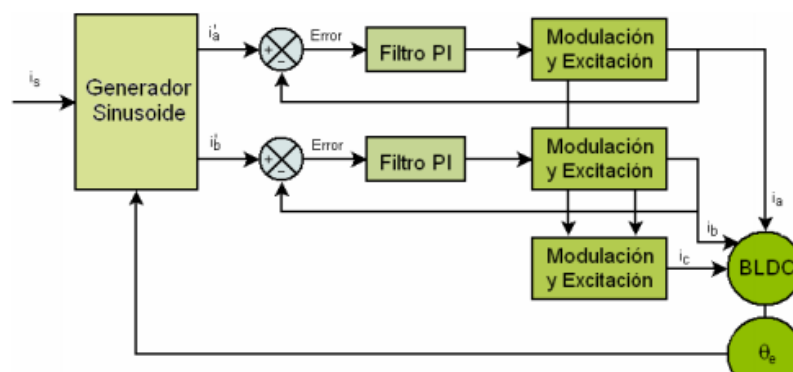 i's
Generador
Sinusoide
i'a
+
-
Error
Filtro PI
Modulación
y Excitación
i'b
+
-
Error
Filtro PI
Modulación
y Excitación
Modulación
y Excitación
ia
ib
ic
BLDC
θe